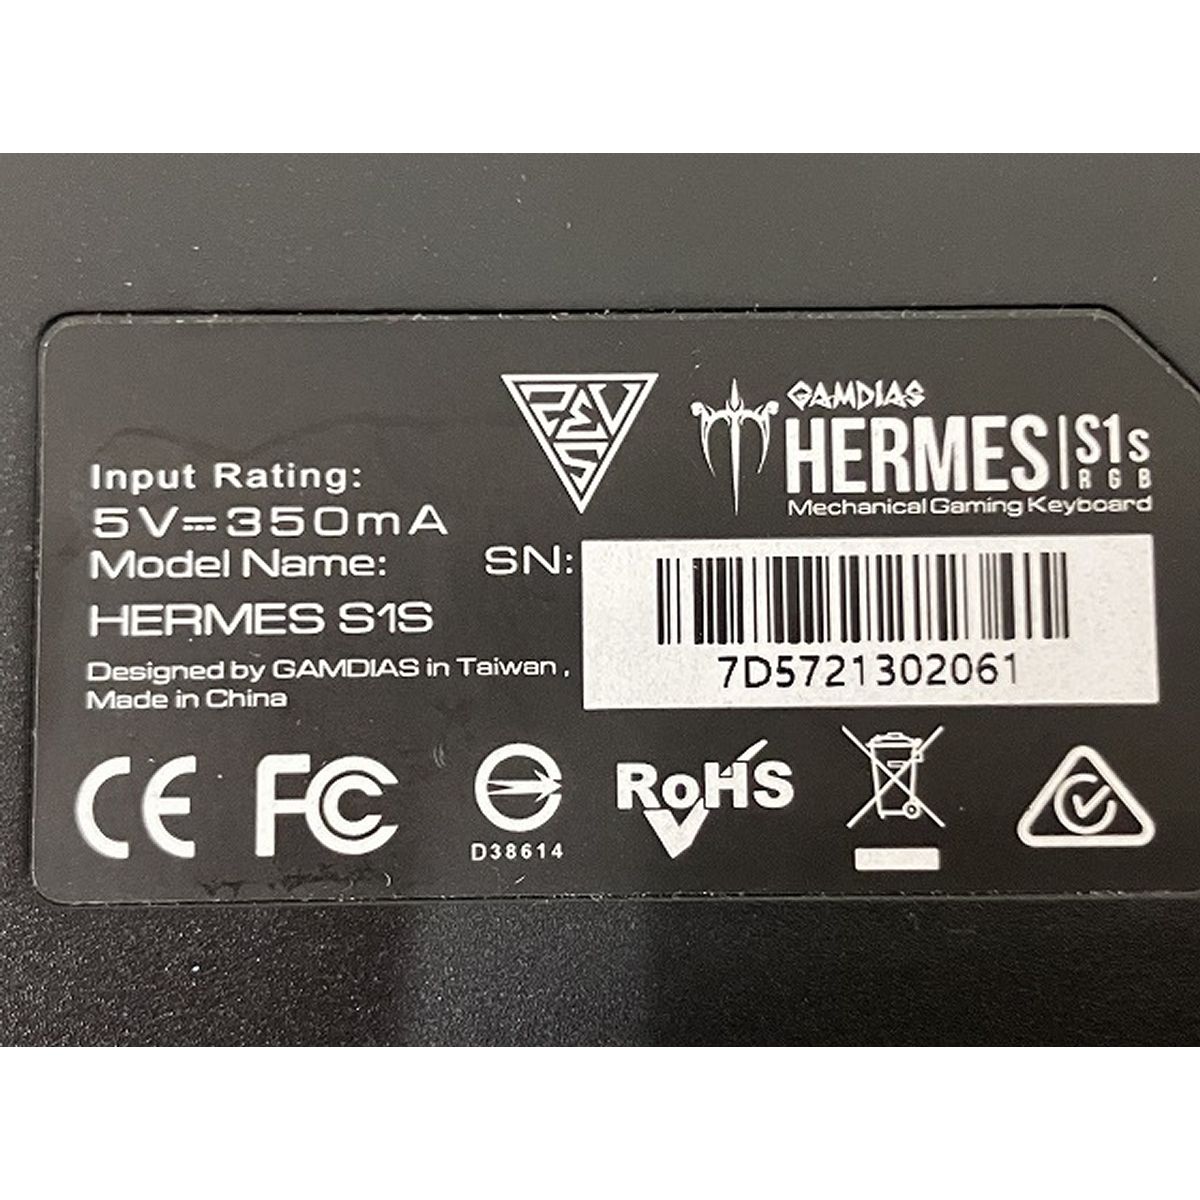 ZEUS
GAMDIAS
HERMES S1s
RGB
Mechanical Gaming Keyboard
Input Rating:
5V⎓350mA
Model Name:
HERMES S1S
Designed by GAMDIAS in Taiwan,
Made in China
SN:
7D5721302061
CE FC D38614 RoHS